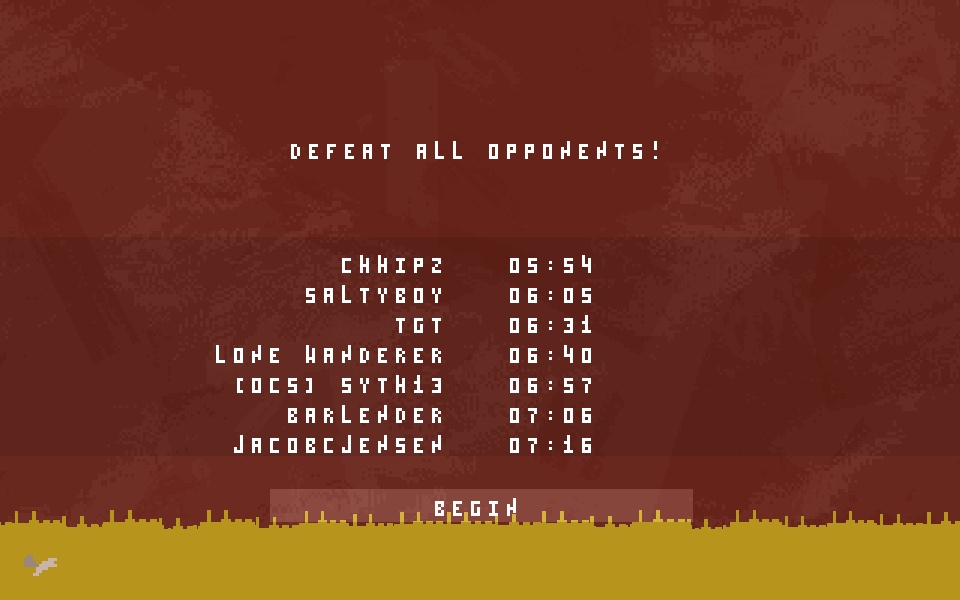 DEFEAT ALL OPPONENTS!
CHHIPZ 05:54
SALTYBOY 06:05
TGT 06:31
LONE WANDERER 06:40
[OCS] SYTH13 06:57
BARLENDER 07:06
JACOBCJENSEN 07:16
BEGIN